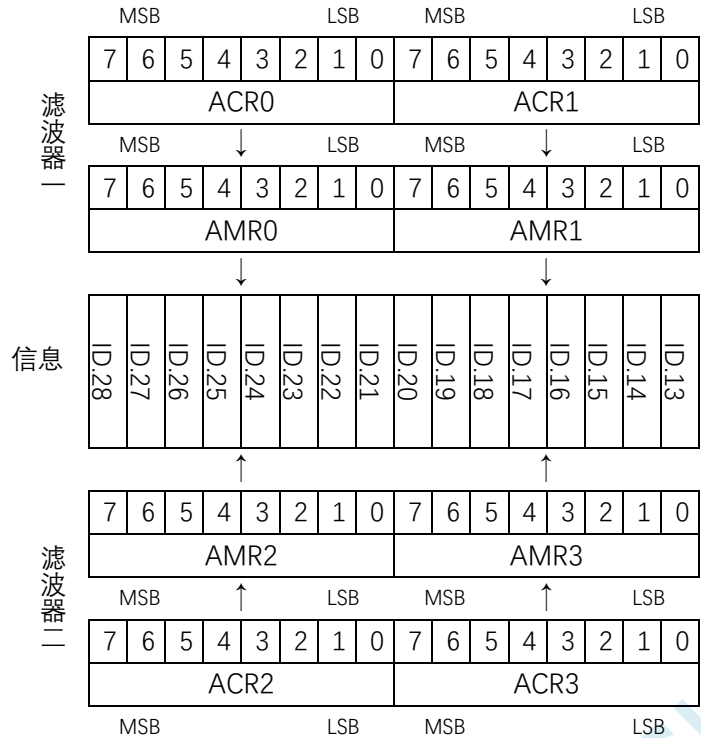 MSB LSB MSB LSB
7 6 5 4 3 2 1 0 7 6 5 4 3 2 1 0
ACR0 ACR1
滤波器一
MSB ↓ LSB MSB ↓ LSB
7 6 5 4 3 2 1 0 7 6 5 4 3 2 1 0
AMR0 AMR1
↓ ↓
信息
ID.28 ID.27 ID.26 ID.25 ID.24 ID.23 ID.22 ID.21 ID.20 ID.19 ID.18 ID.17 ID.16 ID.15 ID.14 ID.13
↑ ↑
7 6 5 4 3 2 1 0 7 6 5 4 3 2 1 0
AMR2 AMR3
滤波器二
MSB ↑ LSB MSB ↑ LSB
7 6 5 4 3 2 1 0 7 6 5 4 3 2 1 0
ACR2 ACR3
MSB LSB MSB LSB